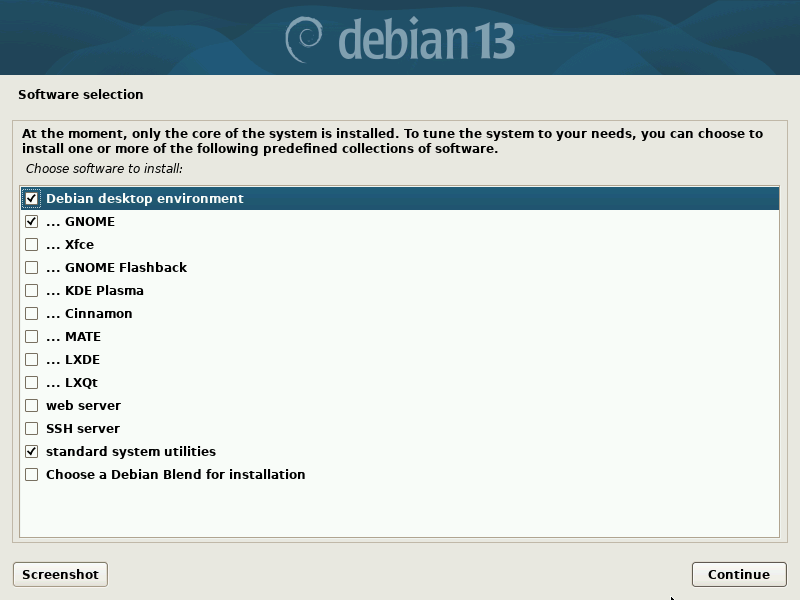 debian 13
Software selection
At the moment, only the core of the system is installed. To tune the system to your needs, you can choose to
install one or more of the following predefined collections of software.
Choose software to install:
Debian desktop environment
... GNOME
... Xfce
... GNOME Flashback
... KDE Plasma
... Cinnamon
... MATE
... LXDE
... LXQt
web server
SSH server
standard system utilities
Choose a Debian Blend for installation
Screenshot
Continue